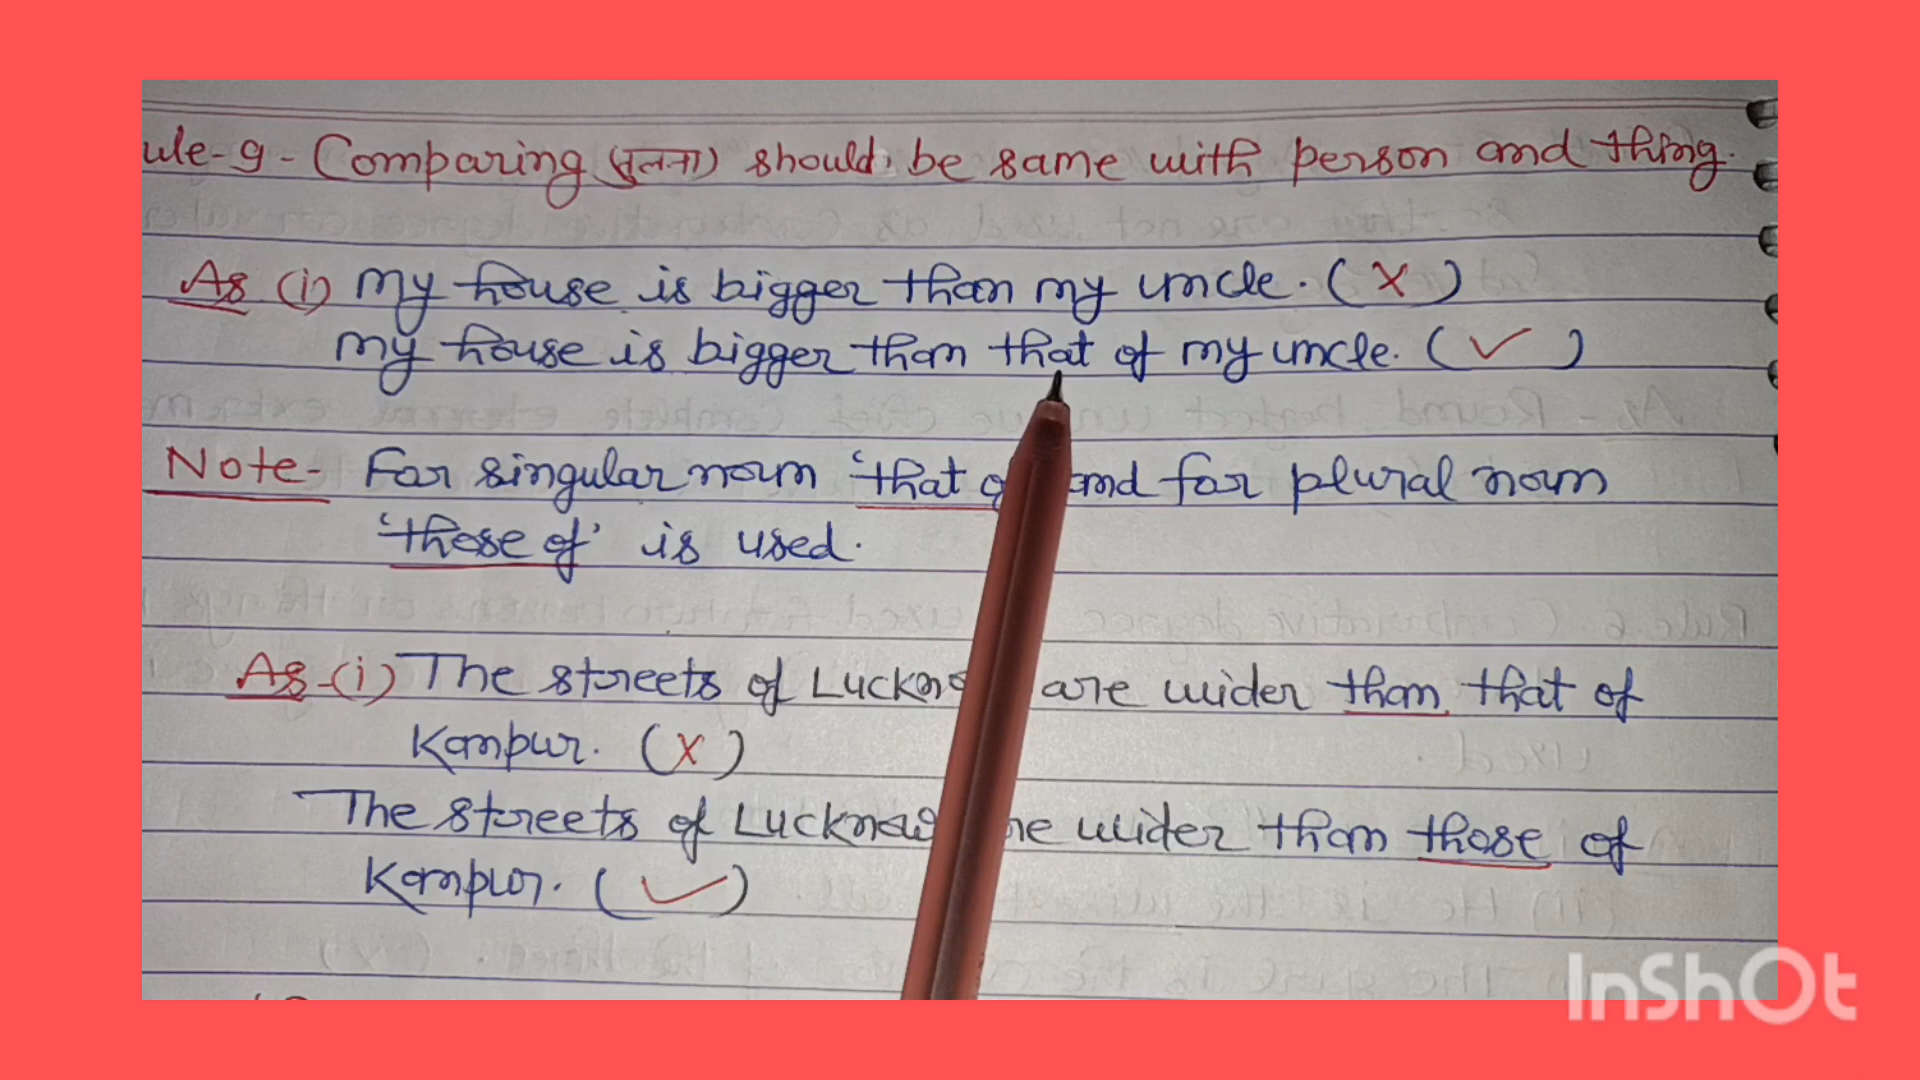 ule-9- Comparing (तुलना) should be same with person and thing.
As (i) My house is bigger than my uncle. (X)
My house is bigger than that of my uncle. (✓)
Note- For singular noun 'that o and for plural noun
'those of' is used.
As-(i) The streets of Luckno are wider than that of
Kanpur. (X)
The streets of Lucknow re wider than those of
Kanpur. (✓)
InShOt